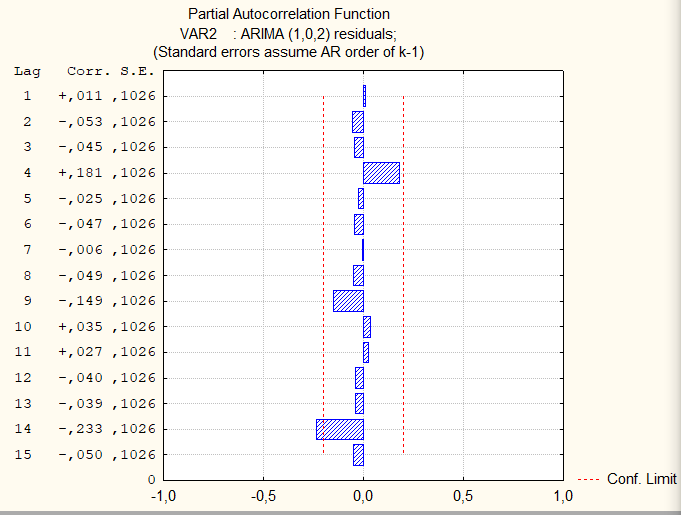 Partial Autocorrelation Function
VAR2 : ARIMA (1,0,2) residuals;
(Standard errors assume AR order of k-1)
Lag Corr. S.E.
1 +,011 ,1026
2 -,053 ,1026
3 -,045 ,1026
4 +,181 ,1026
5 -,025 ,1026
6 -,047 ,1026
7 -,006 ,1026
8 -,049 ,1026
9 -,149 ,1026
10 +,035 ,1026
11 +,027 ,1026
12 -,040 ,1026
13 -,039 ,1026
14 -,233 ,1026
15 -,050 ,1026
0
Conf. Limit
-1,0 -0,5 0,0 0,5 1,0